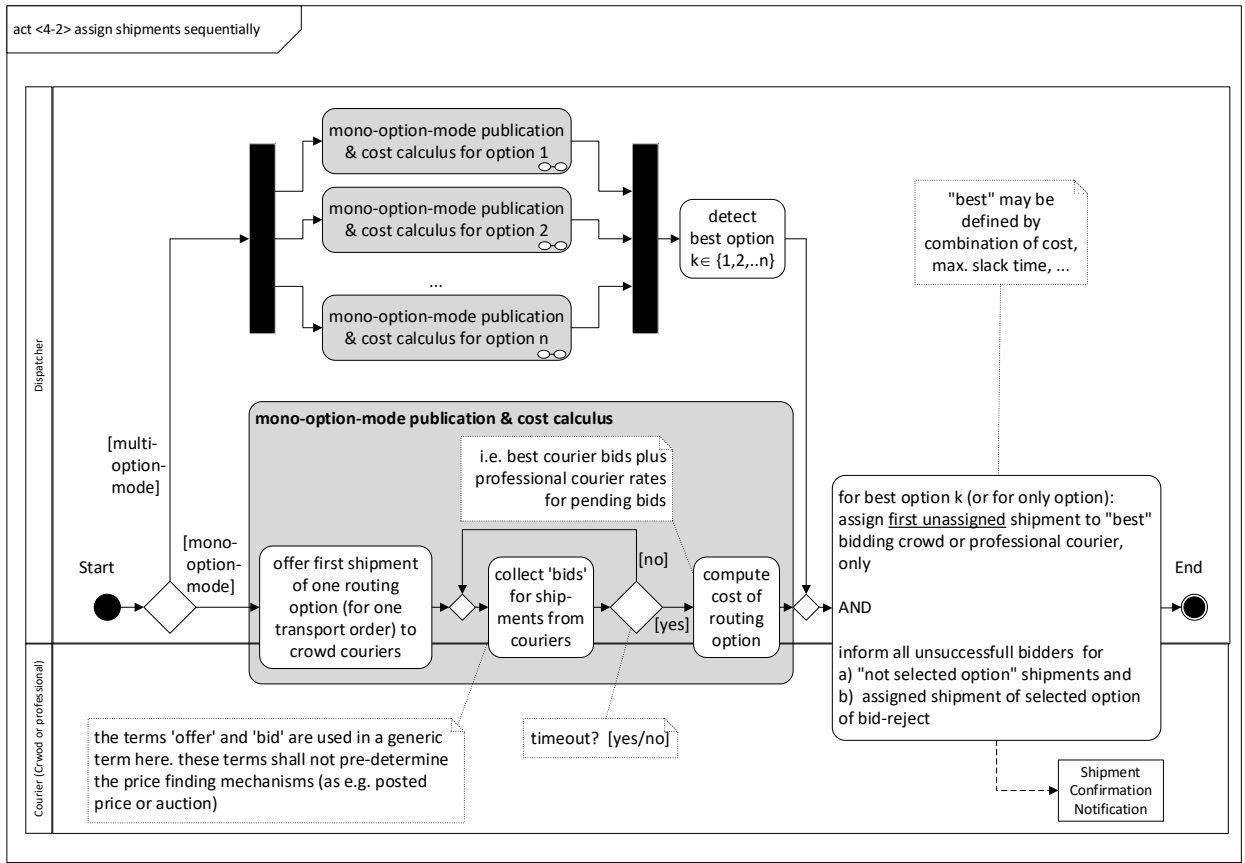 act <4-2> assign shipments sequentially
mono-option-mode publication
& cost calculus for option 1
mono-option-mode publication
& cost calculus for option 2
...
mono-option-mode publication
& cost calculus for option n
detect
best option
k∈ {1,2,..n}
"best" may be
defined by
combination of cost,
max. slack time, ...
Dispatcher
[multi-
option-
mode]
mono-option-mode publication & cost calculus
i.e. best courier bids plus
professional courier rates
for pending bids
[mono-
option-
mode]
Start
offer first shipment
of one routing
option (for one
transport order) to
crowd couriers
collect 'bids'
for ship-
ments from
couriers
[no]
[yes]
compute
cost of
routing
option
for best option k (or for only option):
assign first unassigned shipment to "best"
bidding crowd or professional courier,
only
AND
inform all unsuccessfull bidders for
a) "not selected option" shipments and
b) assigned shipment of selected option
of bid-reject
End
Courier (Crwod or professional)
the terms 'offer' and 'bid' are used in a generic
term here. these terms shall not pre-determine
the price finding mechanisms (as e.g. posted
price or auction)
timeout? [yes/no]
Shipment
Confirmation
Notification